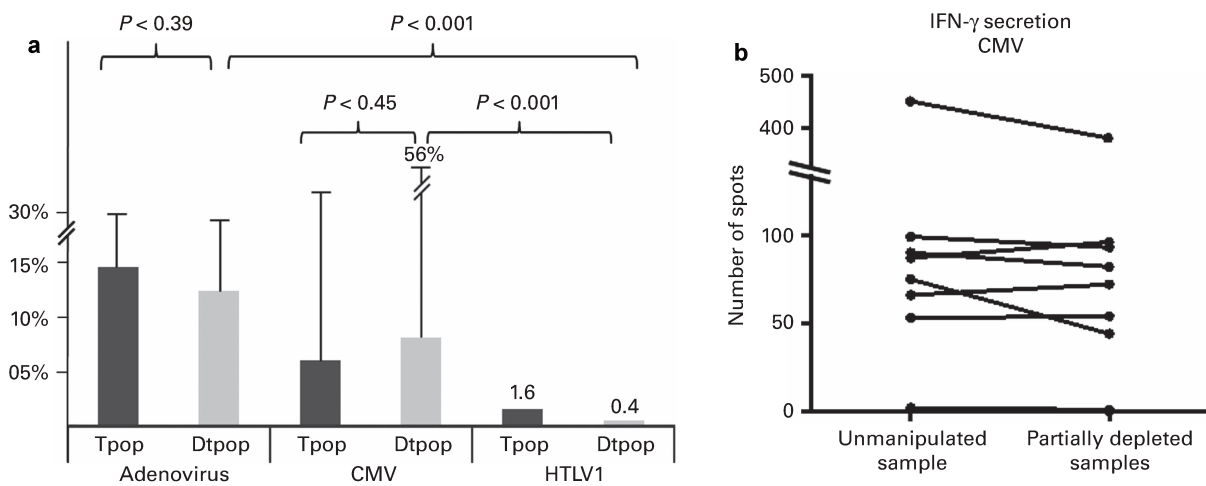 a
P < 0.39
P < 0.001
P < 0.45
P < 0.001
56%
30%
15%
10%
05%
1.6
0.4
Tpop
Dtpop
Tpop
Dtpop
Tpop
Dtpop
Adenovirus
CMV
HTLV1
b
IFN-γ secretion
CMV
Number of spots
500
400
100
50
0
Unmanipulated
sample
Partially depleted
samples